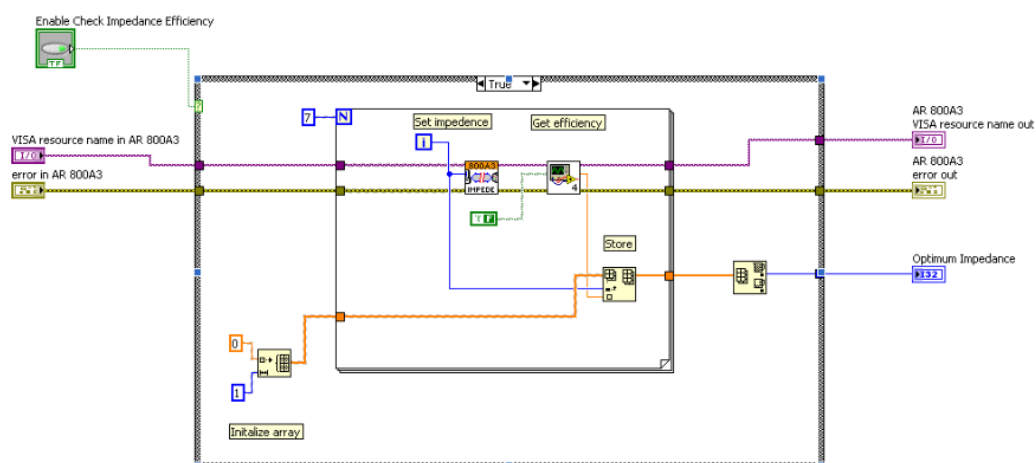 Enable Check Impedance Efficiency
TF
True
7
N
Set impedence
Get efficiency
i
VISA resource name in AR 800A3
I/O
800A3
IMPEDE
4
AR 800A3
VISA resource name out
I/O
error in AR 800A3
AR 800A3
error out
F
Store
Optimum Impedance
I32
0
1
Initalize array